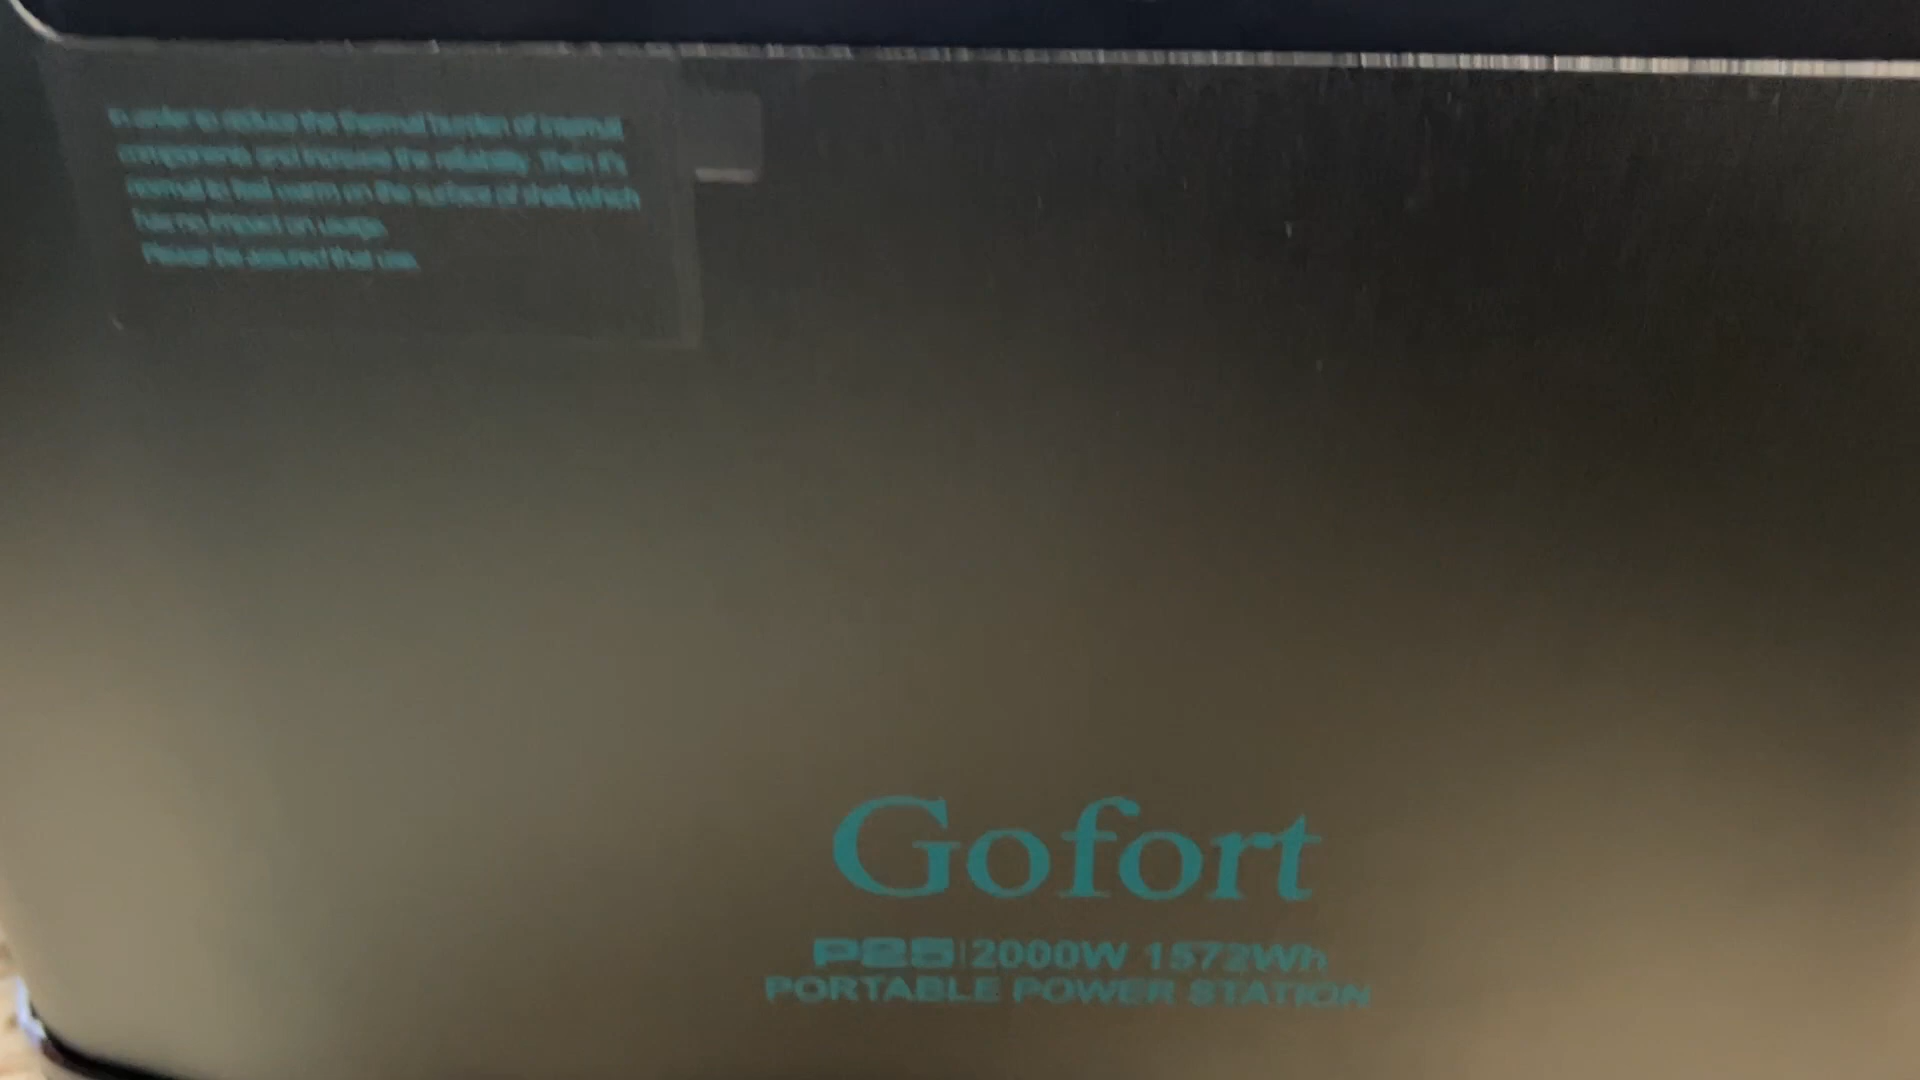 In order to reduce the thermal burden of internal
components and increase the reliability. Then it's
normal to feel warm on the surface of shell,which
has no impact on usage.
Please be assured that use.
Gofort
P25|2000W 1572Wh
PORTABLE POWER STATION